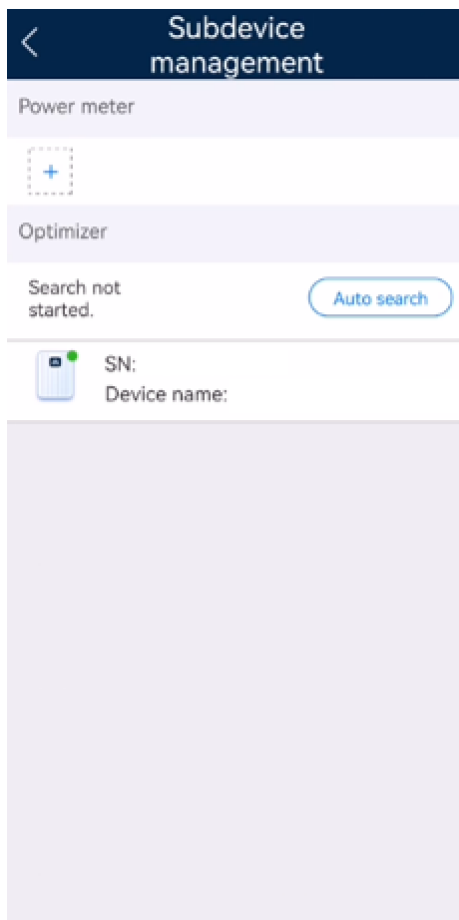 Subdevice
management
Power meter
+
Optimizer
Search not
started.
Auto search
SN:
Device name: